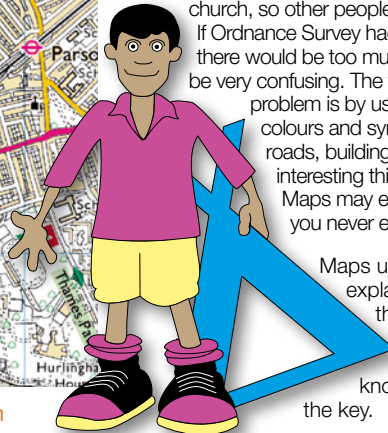 church, so other people
If Ordnance Survey had
there would be too mu
be very confusing. The
problem is by us
colours and sym
roads, building
interesting thi
Maps may e
you never e
Maps u
expla
th
kno
the key.
Parso
Sch
Thames Pa
Hurlingha
Hous
n